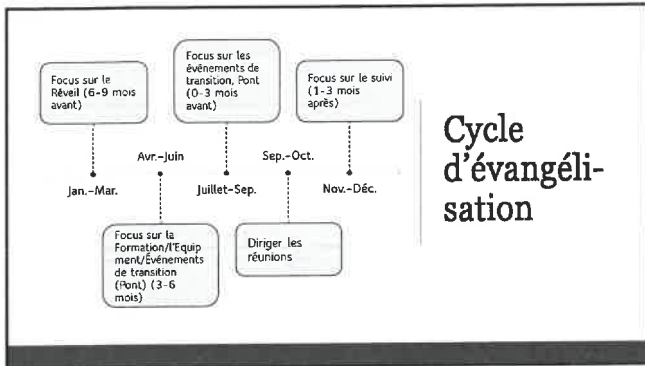 Focus sur le
Réveil (6-9 mois
avant)
Focus sur les
événements de
transition, Pont
(0-3 mois
avant)
Focus sur le suivi
(1-3 mois
après)
Avr.-Juin
Sep.-Oct.
Jan.-Mar.
Juillet-Sep.
Nov.-Déc.
Focus sur la
Formation/l'Equip
ment/Événements
de transition
(Pont) (3-6
mois)
Diriger les
réunions
Cycle
d'évangéli-
sation